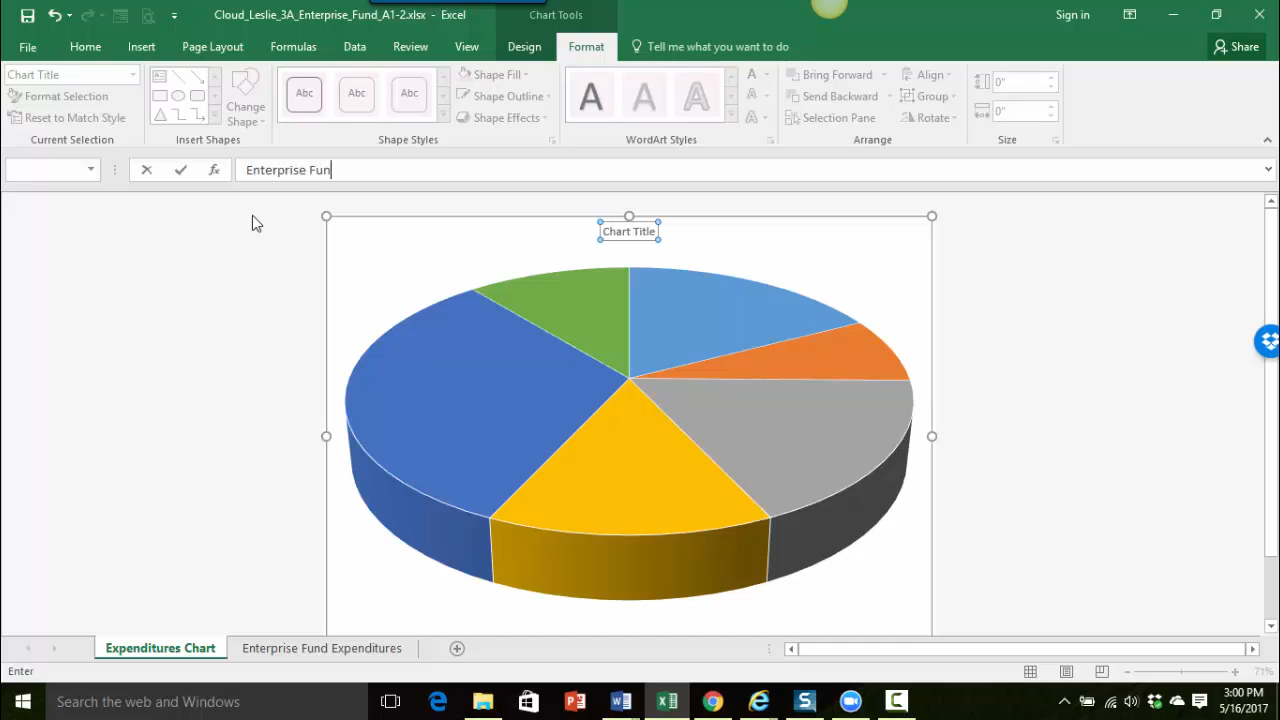 Cloud_Leslie_3A_Enterprise_Fund_A1-2.xlsx - Excel
Chart Tools
Sign in
File
Home
Insert
Page Layout
Formulas
Data
Review
View
Design
Format
Tell me what you want to do
Share
Chart Title
Format Selection
Reset to Match Style
Current Selection
Change
Shape
Insert Shapes
Abc
Abc
Abc
Shape Fill
Shape Outline
Shape Effects
Shape Styles
A
A
A
A
A
A
WordArt Styles
Bring Forward
Send Backward
Selection Pane
Align
Group
Rotate
Arrange
0"
0"
Size
fx
Enterprise Fun
Chart Title
Expenditures Chart
Enterprise Fund Expenditures
Enter
71%
Search the web and Windows
3:00 PM
5/16/2017